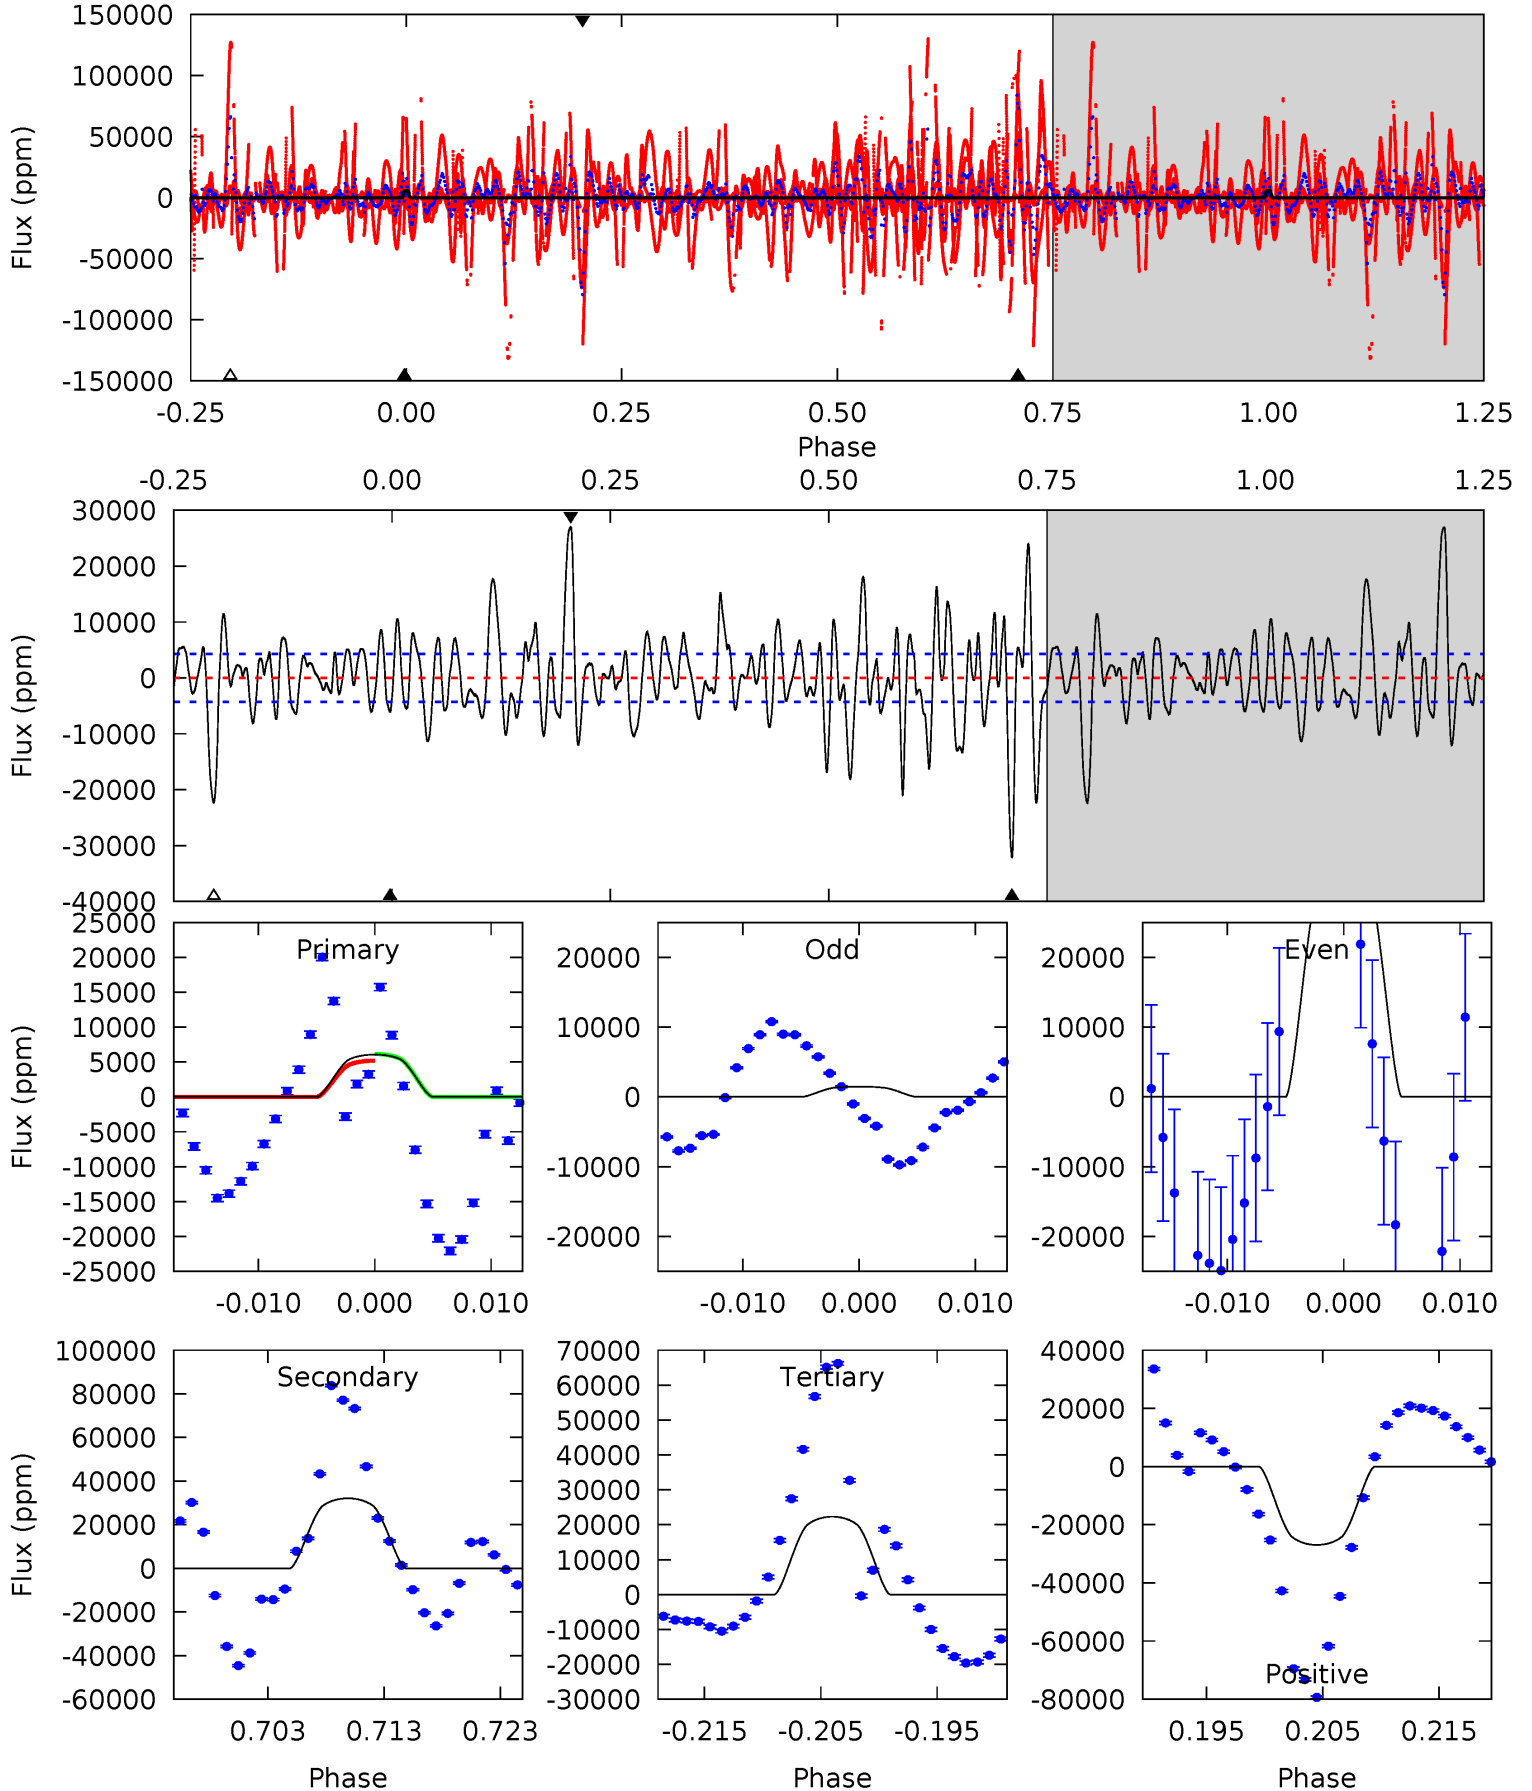 150000
100000
50000
0
-50000
-100000
-150000
Flux (ppm)
-0.25 0.00 0.25 0.50 0.75 1.00 1.25
Phase
-0.25 0.00 0.25 0.50 0.75 1.00 1.25
30000
20000
10000
0
-10000
-20000
-30000
-40000
Flux (ppm)
Primary
25000
20000
15000
10000
5000
0
-5000
-10000
-15000
-20000
-25000
Flux (ppm)
-0.010 0.000 0.010
Odd
20000
10000
0
-10000
-20000
-0.010 0.000 0.010
Even
20000
10000
0
-10000
-20000
-0.010 0.000 0.010
Secondary
100000
80000
60000
40000
20000
0
-20000
-40000
-60000
Flux (ppm)
0.703 0.713 0.723
Phase
Tertiary
70000
60000
50000
40000
30000
20000
10000
0
-10000
-20000
-30000
-0.215 -0.205 -0.195
Phase
40000
20000
0
-20000
-40000
-60000
-80000
Positive
0.195 0.205 0.215
Phase